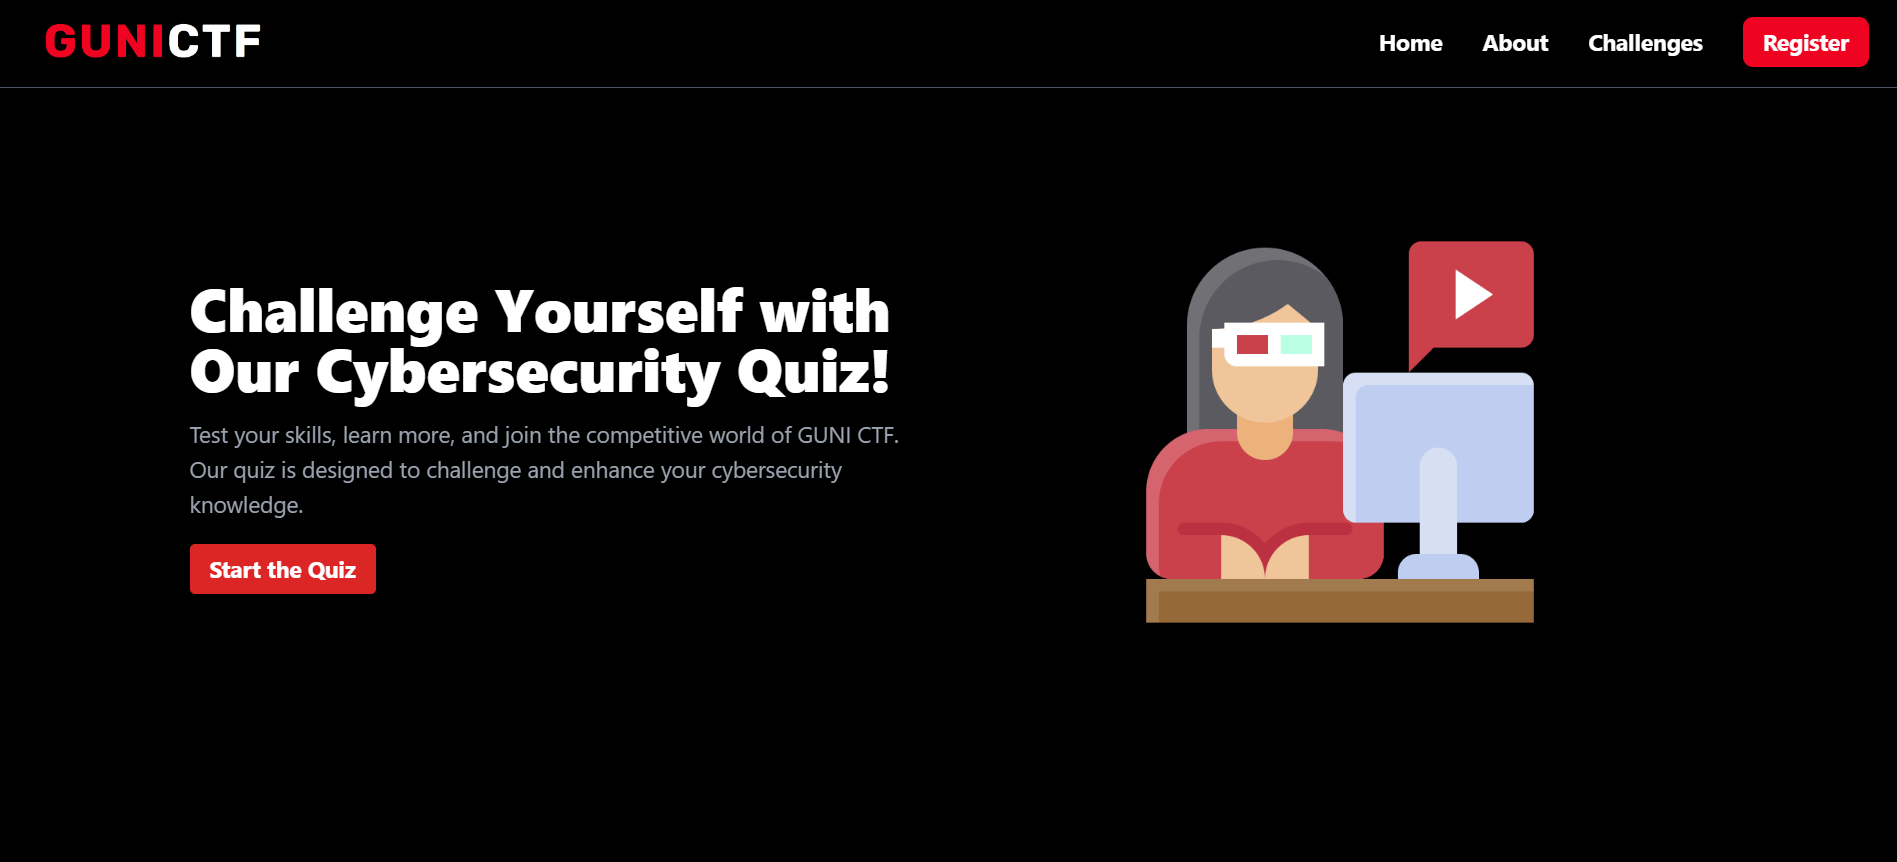 GUNICTF
Home
About
Challenges
Register
Challenge Yourself with
Our Cybersecurity Quiz!
Test your skills, learn more, and join the competitive world of GUNI CTF.
Our quiz is designed to challenge and enhance your cybersecurity
knowledge.
Start the Quiz